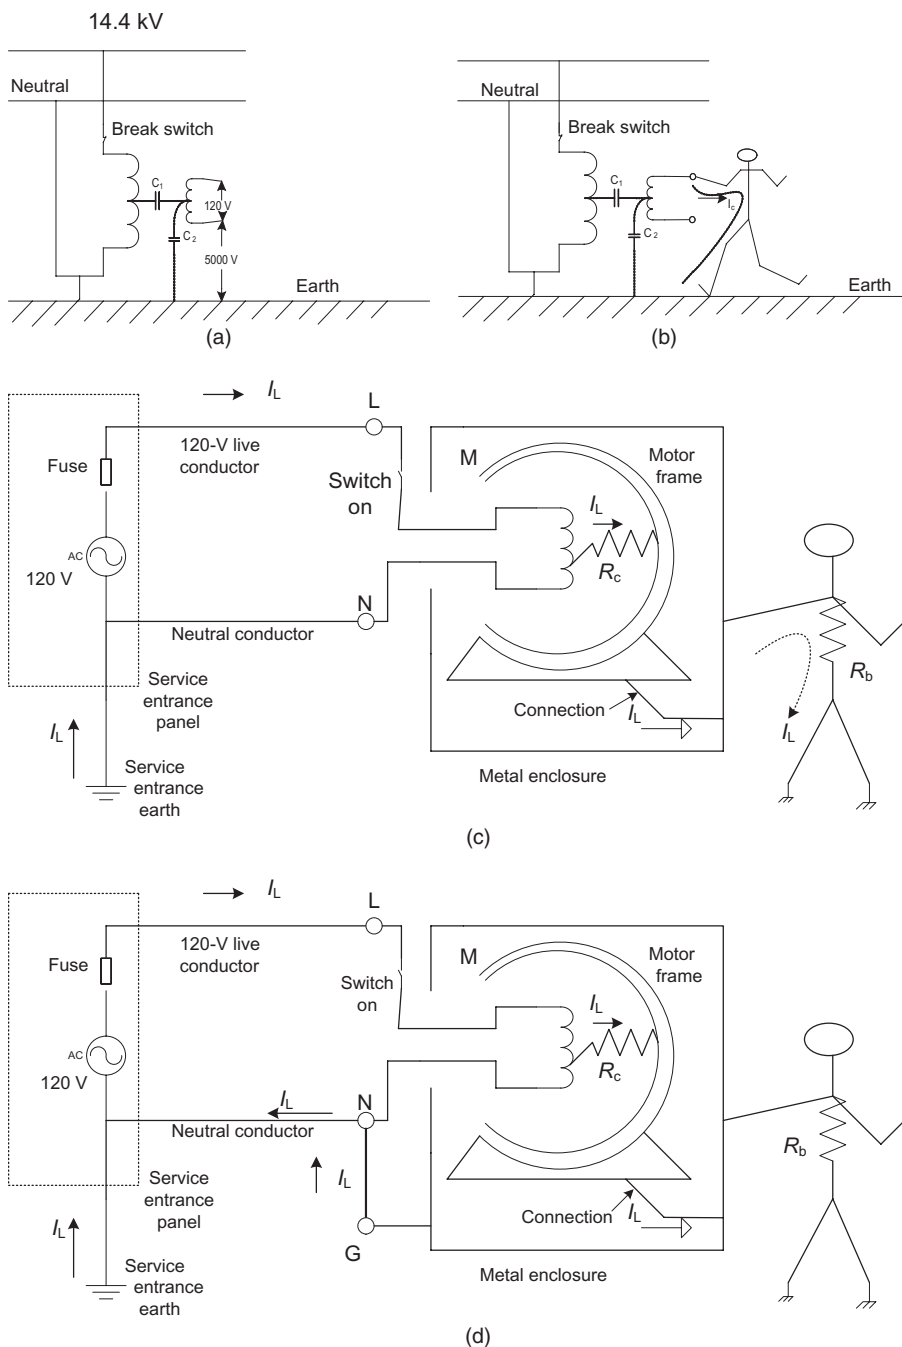 14.4 kV
Neutral
Break switch
C1
120 V
C2
5000 V
Earth
(a)
Neutral
Break switch
C1
Ic
C2
Earth
(b)
IL
L
120-V live
conductor
Fuse
Switch
on
M
Motor
frame
IL
Rc
AC
120 V
N
Neutral conductor
Service
entrance
panel
IL
Service
entrance
earth
Connection
IL
Metal enclosure
Rb
IL
(c)
IL
L
120-V live
conductor
Fuse
Switch
on
M
Motor
frame
IL
Rc
AC
120 V
IL
N
Neutral conductor
IL
Service
entrance
panel
IL
G
Service
entrance
earth
Connection
IL
Metal enclosure
Rb
(d)